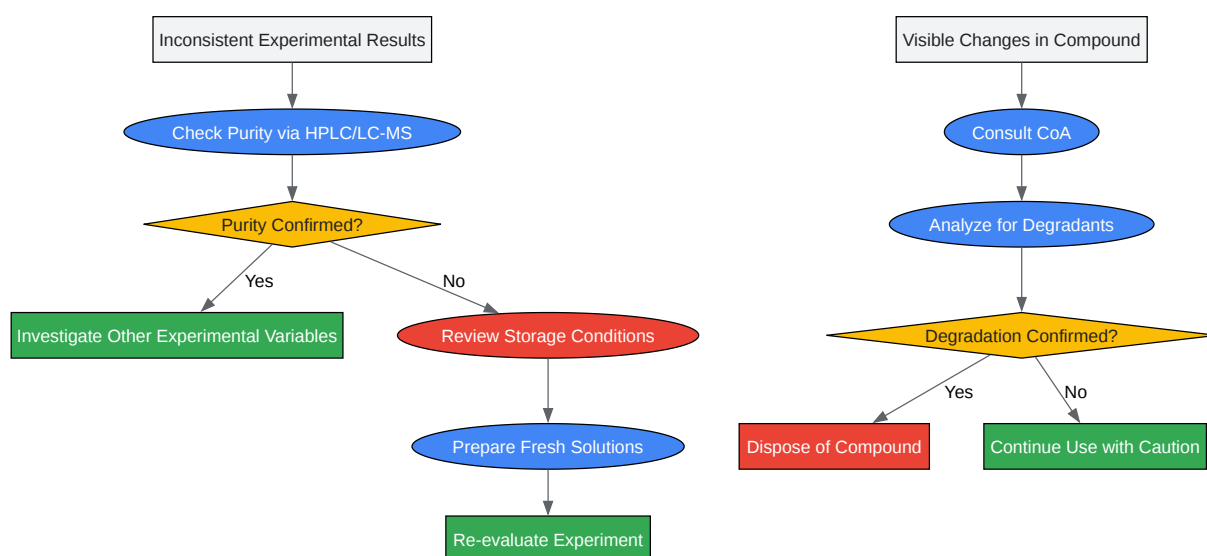 Inconsistent Experimental Results
Check Purity via HPLC/LC-MS
Purity Confirmed?
Yes
No
Investigate Other Experimental Variables
Review Storage Conditions
Prepare Fresh Solutions
Re-evaluate Experiment
Visible Changes in Compound
Consult CoA
Analyze for Degradants
Degradation Confirmed?
Yes
No
Dispose of Compound
Continue Use with Caution